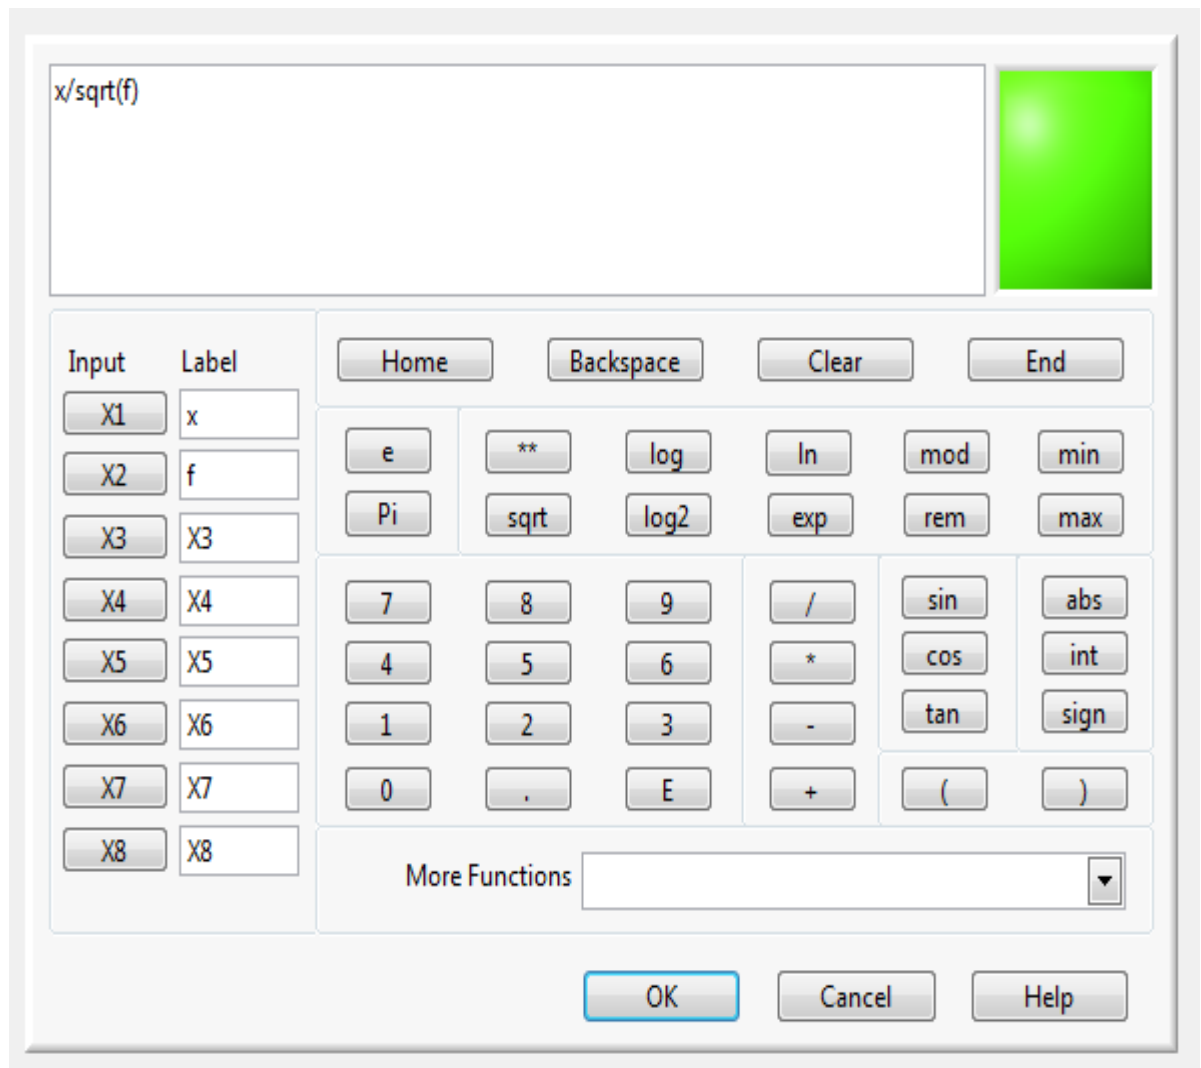 x/sqrt(f)
Input Label
X1 x
X2 f
X3 X3
X4 X4
X5 X5
X6 X6
X7 X7
X8 X8
Home Backspace Clear End
e ** log ln mod min
Pi sqrt log2 exp rem max
7 8 9 / sin abs
4 5 6 * cos int
1 2 3 - tan sign
0 . E + ( )
More Functions
OK Cancel Help